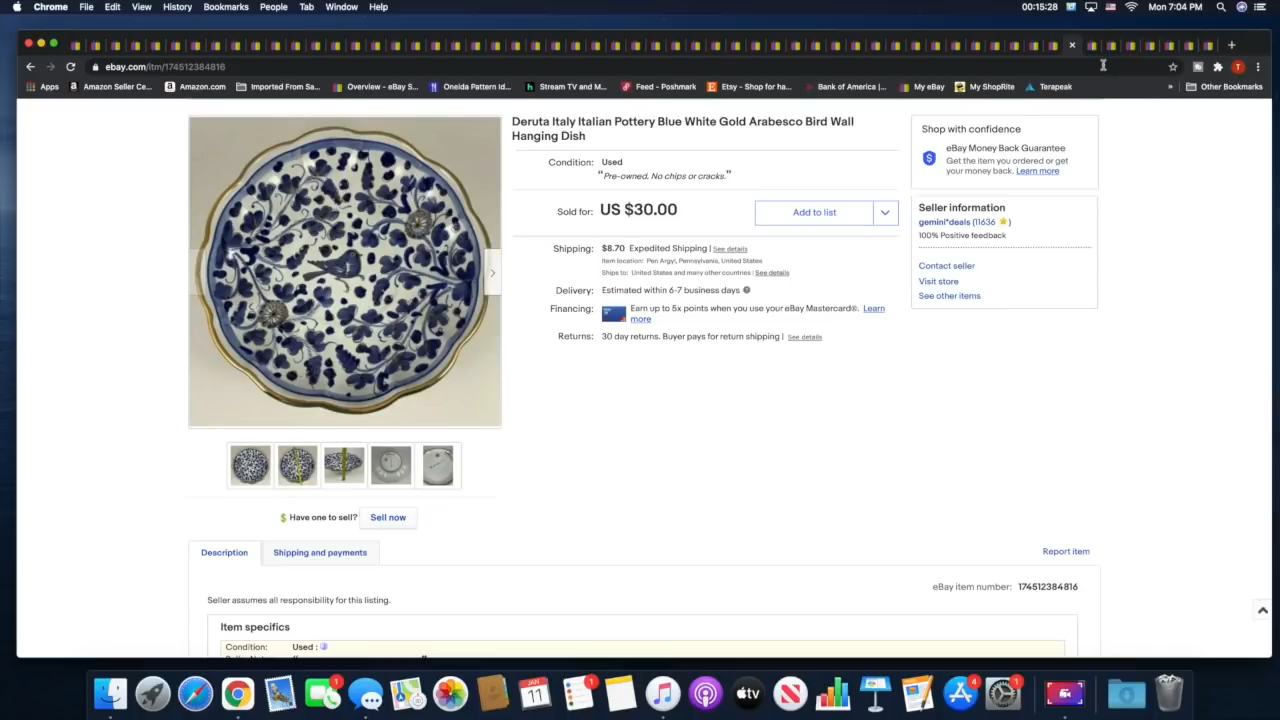 Chrome File Edit View History Bookmarks People Tab Window Help 00:15:28 Mon 7:04 PM
ebay.com/itm/174512384816 T
Apps Amazon Seller Ce... Amazon.com Imported From Sa... Overview - eBay S... Oneida Pattern Id... Stream TV and M... Feed - Poshmark Etsy - Shop for ha... Bank of America |... My eBay My ShopRite Terapeak » Other Bookmarks
Deruta Italy Italian Pottery Blue White Gold Arabesco Bird Wall
Hanging Dish
Condition: Used
“Pre-owned. No chips or cracks.”
Sold for: US $30.00 Add to list
Shipping: $8.70 Expedited Shipping | See details
Item location: Pen Argyl, Pennsylvania, United States
Ships to: United States and many other countries | See details
Delivery: Estimated within 6-7 business days
Financing: Earn up to 5x points when you use your eBay Mastercard®. Learn
more
Returns: 30 day returns. Buyer pays for return shipping | See details
Shop with confidence
eBay Money Back Guarantee
Get the item you ordered or get
your money back. Learn more
Seller information
gemini*deals (11636 )
100% Positive feedback
Contact seller
Visit store
See other items
Have one to sell? Sell now
Description Shipping and payments Report item
eBay item number: 174512384816
Seller assumes all responsibility for this listing.
Item specifics
Condition: Used :
1 JAN 11 1 tv 4 1